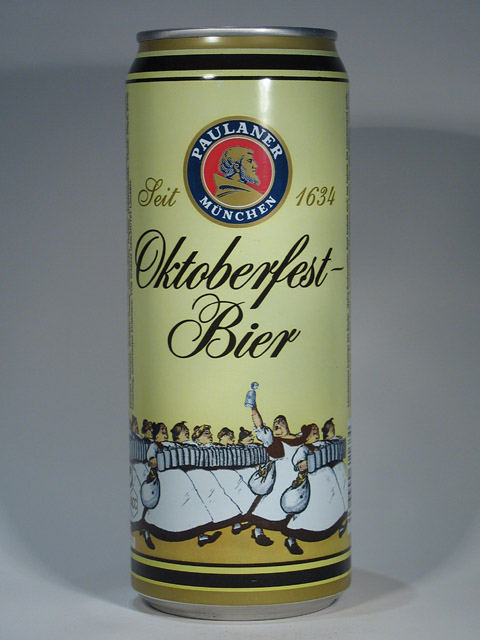 PAULANER
MÜNCHEN
Seit 1634
Oktoberfest-
Bier